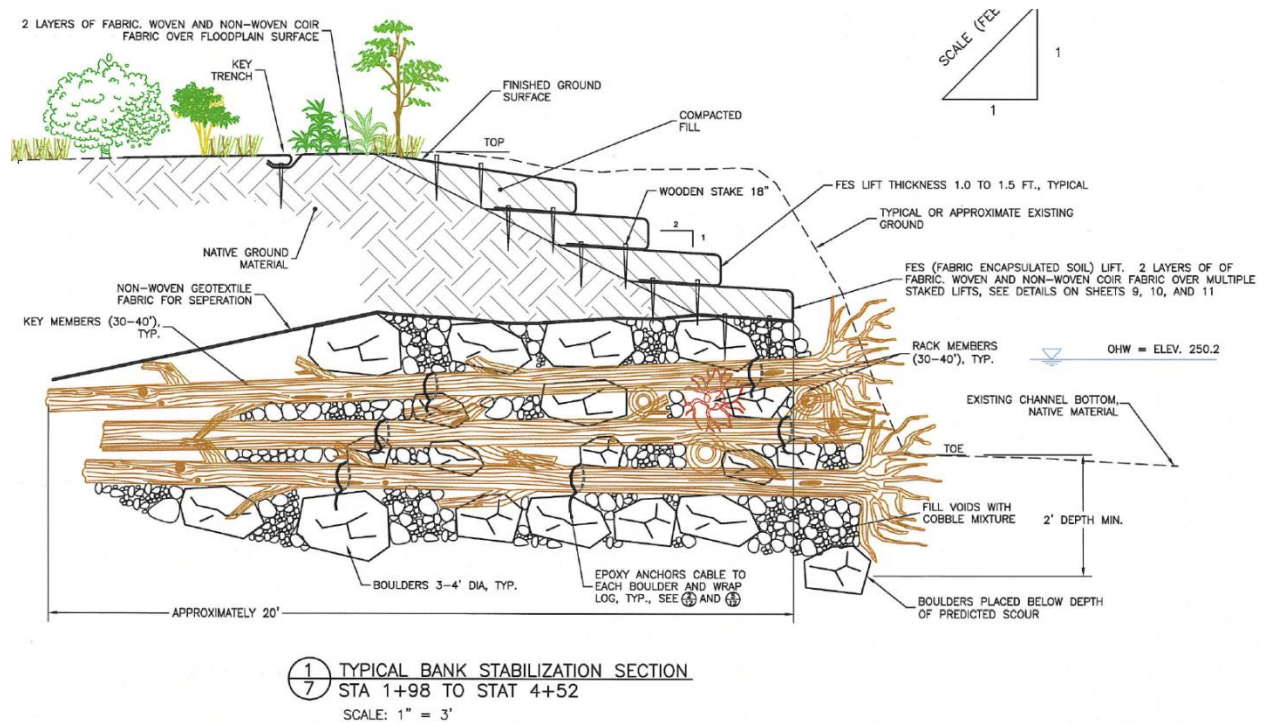 2 LAYERS OF FABRIC. WOVEN AND NON-WOVEN COIR
FABRIC OVER FLOODPLAIN SURFACE
KEY
TRENCH
FINISHED GROUND
SURFACE
COMPACTED
FILL
SCALE (FEE
1
1
TOP
WOODEN STAKE 18"
FES LIFT THICKNESS 1.0 TO 1.5 FT., TYPICAL
TYPICAL OR APPROXIMATE EXISTING
GROUND
2
1
NATIVE GROUND
MATERIAL
FES (FABRIC ENCAPSULATED SOIL) LIFT. 2 LAYERS OF OF
FABRIC. WOVEN AND NON-WOVEN COIR FABRIC OVER MULTIPLE
STAKED LIFTS, SEE DETAILS ON SHEETS 9, 10, AND 11
NON-WOVEN GEOTEXTILE
FABRIC FOR SEPERATION
KEY MEMBERS (30-40'),
TYP.
RACK MEMBERS
(30-40'), TYP.
OHW = ELEV. 250.2
EXISTING CHANNEL BOTTOM,
NATIVE MATERIAL
TOE
FILL VOIDS WITH
COBBLE MIXTURE
2' DEPTH MIN.
BOULDERS 3-4' DIA, TYP.
EPOXY ANCHORS CABLE TO
EACH BOULDER AND WRAP
LOG, TYP., SEE AND
BOULDERS PLACED BELOW DEPTH
OF PREDICTED SCOUR
APPROXIMATELY 20'
1
7
TYPICAL BANK STABILIZATION SECTION
STA 1+98 TO STAT 4+52
SCALE: 1" = 3'